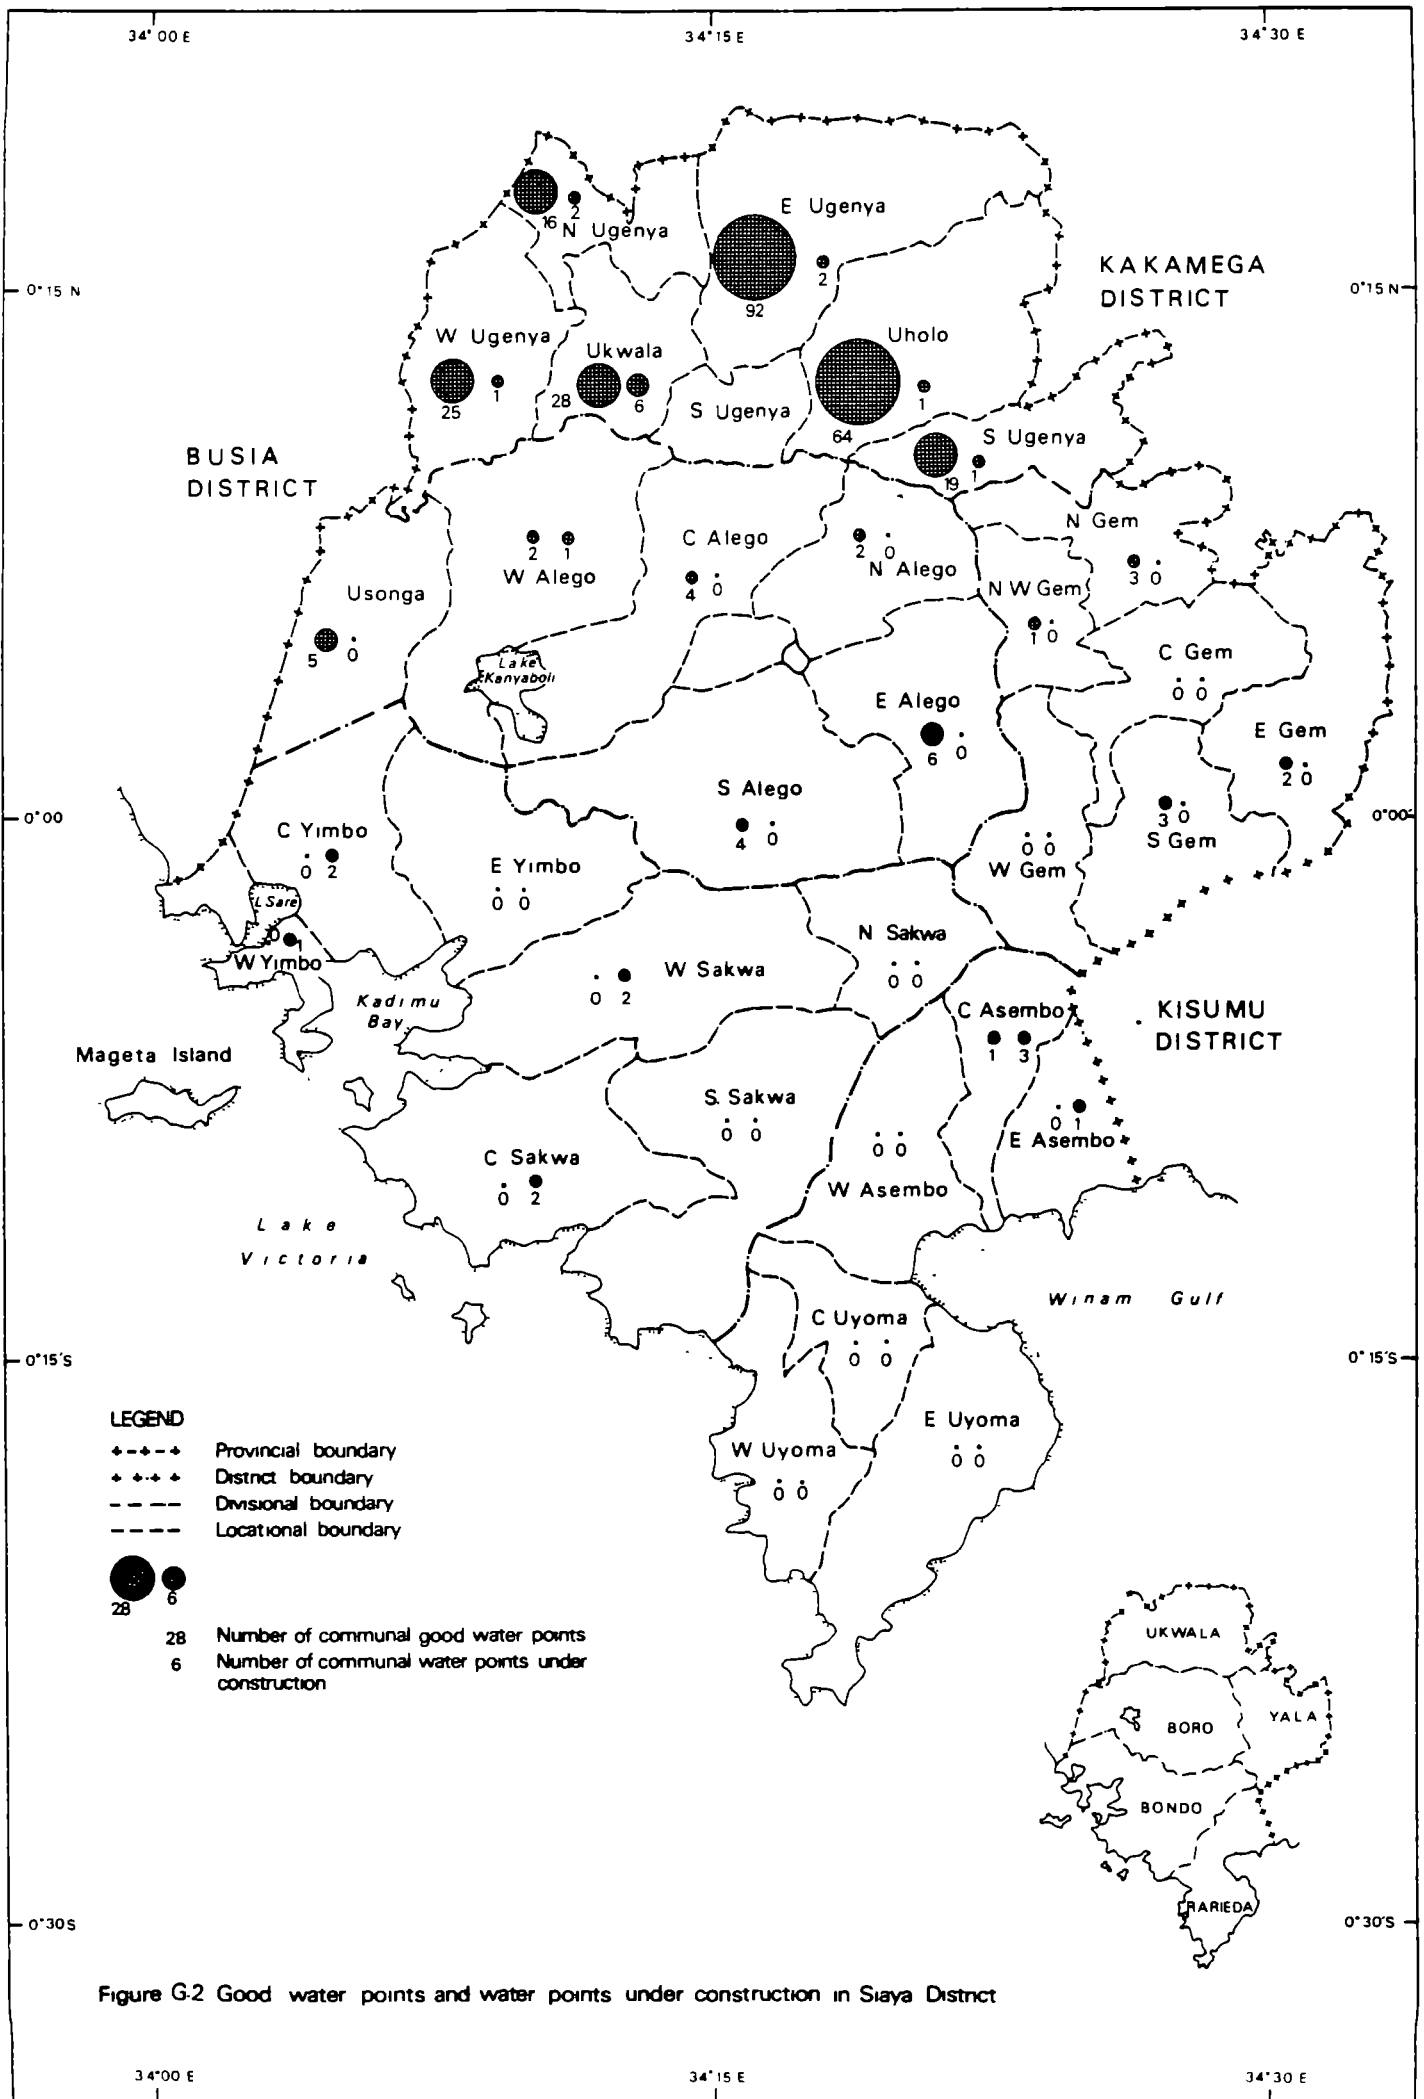 34°00 E
34°15 E
34°30 E
16
2
N Ugenya
E Ugenya
2
92
KAKAMEGA
DISTRICT
0°15 N
0°15 N
W Ugenya
25
1
Ukwala
28
6
S Ugenya
Uholo
64
1
S Ugenya
19
1
BUSIA
DISTRICT
N Gem
3 0
2 1
W Alego
C Alego
4 0
2 0
N Alego
N W Gem
1 0
Usonga
5 0
Lake
Kanyaboli
C Gem
0 0
E Alego
6 0
E Gem
2 0
S Alego
4 0
3 0
S Gem
0°00
0°00
C Yimbo
0 2
E Yimbo
0 0
0 0
W Gem
L Sare
0 1
W Yimbo
N Sakwa
0 0
W Sakwa
0 2
Kadimu
Bay
C Asembo
1 3
KISUMU
DISTRICT
Mageta Island
S. Sakwa
0 0
0 1
E Asembo
0 0
W Asembo
C Sakwa
0 2
Lake
Victoria
Winam Gulf
C Uyoma
0 0
0°15'S
0°15'S
E Uyoma
0 0
W Uyoma
0 0
LEGEND
Provincial boundary
District boundary
Divisional boundary
Locational boundary
28
6
28 Number of communal good water points
6 Number of communal water points under
construction
UKWALA
BORO
YALA
BONDO
RARIEDA
0°30'S
0°30'S
Figure G-2 Good water points and water points under construction in Siaya District
34°00 E
34°15 E
34°30 E